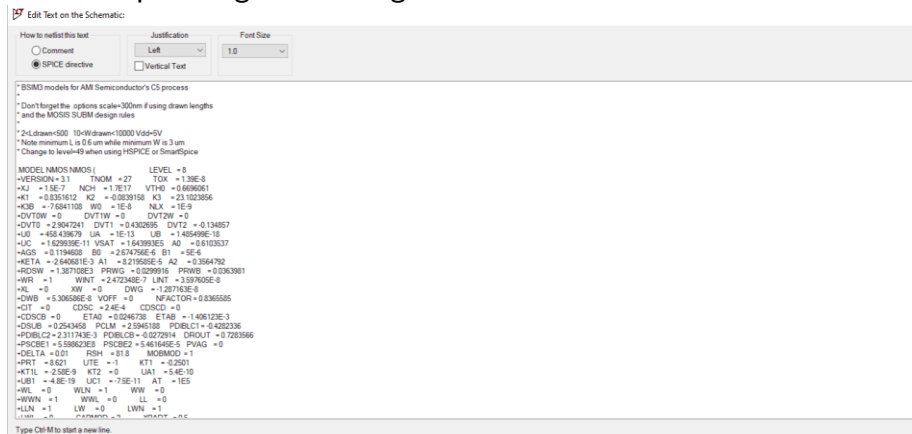 Edit Text on the Schematic:
How to netlist this text
Justification
Font Size
Comment
Left
1.0
SPICE directive
Vertical Text
* BSIM3 models for AMI Semiconductor's C5 process
*
* Don't forget the .options scale=300nm if using drawn lengths
* and the MOSIS SUBM design rules
*
* 2<Ldrawn<500 10<Wdrawn<10000 Vdd=5V
* Note minimum L is 0.6 um while minimum W is 3 um
* Change to level=49 when using HSPICE or SmartSpice
.MODEL NMOS NMOS ( LEVEL = 8
+VERSION = 3.1 TNOM = 27 TOX = 1.39E-8
+XJ = 1.5E-7 NCH = 1.7E17 VTH0 = 0.6696061
+K1 = 0.8351612 K2 = -0.0839158 K3 = 23.1023856
+K3B = -7.6841108 W0 = 1E-8 NLX = 1E-9
+DVT0W = 0 DVT1W = 0 DVT2W = 0
+DVT0 = 2.9047241 DVT1 = 0.4302695 DVT2 = -0.134857
+U0 = 458.439679 UA = 1E-13 UB = 1.485499E-18
+UC = 1.629939E-11 VSAT = 1.643993E5 A0 = 0.6103537
+AGS = 0.1194608 B0 = 2.674756E-6 B1 = 5E-6
+KETA = -2.640681E-3 A1 = 8.219585E-5 A2 = 0.3564792
+RDSW = 1.387108E3 PRWG = 0.0299916 PRWB = 0.0363981
+WR = 1 WINT = 2.472348E-7 LINT = 3.597605E-8
+XL = 0 XW = 0 DWG = -1.287163E-8
+DWB = 5.306586E-8 VOFF = 0 NFACTOR = 0.8365585
+CIT = 0 CDSC = 2.4E-4 CDSCD = 0
+CDSCB = 0 ETA0 = 0.0246738 ETAB = -1.406123E-3
+DSUB = 0.2543458 PCLM = 2.5945188 PDIBLC1 = -0.4282336
+PDIBLC2 = 2.311743E-3 PDIBLCB = -0.0272914 DROUT = 0.7283566
+PSCBE1 = 5.598623E8 PSCBE2 = 5.461645E-5 PVAG = 0
+DELTA = 0.01 RSH = 81.8 MOBMOD = 1
+PRT = 8.621 UTE = -1 KT1 = -0.2501
+KT1L = -2.58E-9 KT2 = 0 UA1 = 5.4E-10
+UB1 = -4.8E-19 UC1 = -7.5E-11 AT = 1E5
+WL = 0 WLN = 1 WW = 0
+WWN = 1 WWL = 0 LL = 0
+LLN = 1 LW = 0 LWN = 1
Type Ctrl-M to start a new line.